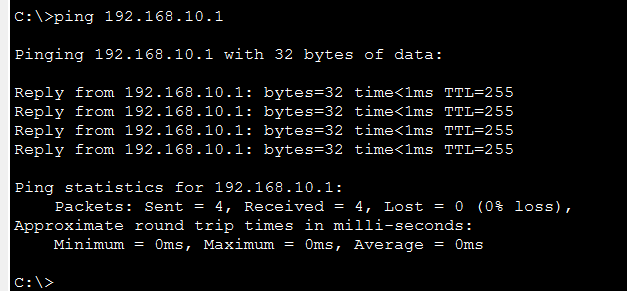 C:\>ping 192.168.10.1
Pinging 192.168.10.1 with 32 bytes of data:
Reply from 192.168.10.1: bytes=32 time<1ms TTL=255
Reply from 192.168.10.1: bytes=32 time<1ms TTL=255
Reply from 192.168.10.1: bytes=32 time<1ms TTL=255
Reply from 192.168.10.1: bytes=32 time<1ms TTL=255
Ping statistics for 192.168.10.1:
    Packets: Sent = 4, Received = 4, Lost = 0 (0% loss),
Approximate round trip times in milli-seconds:
    Minimum = 0ms, Maximum = 0ms, Average = 0ms
C:\>